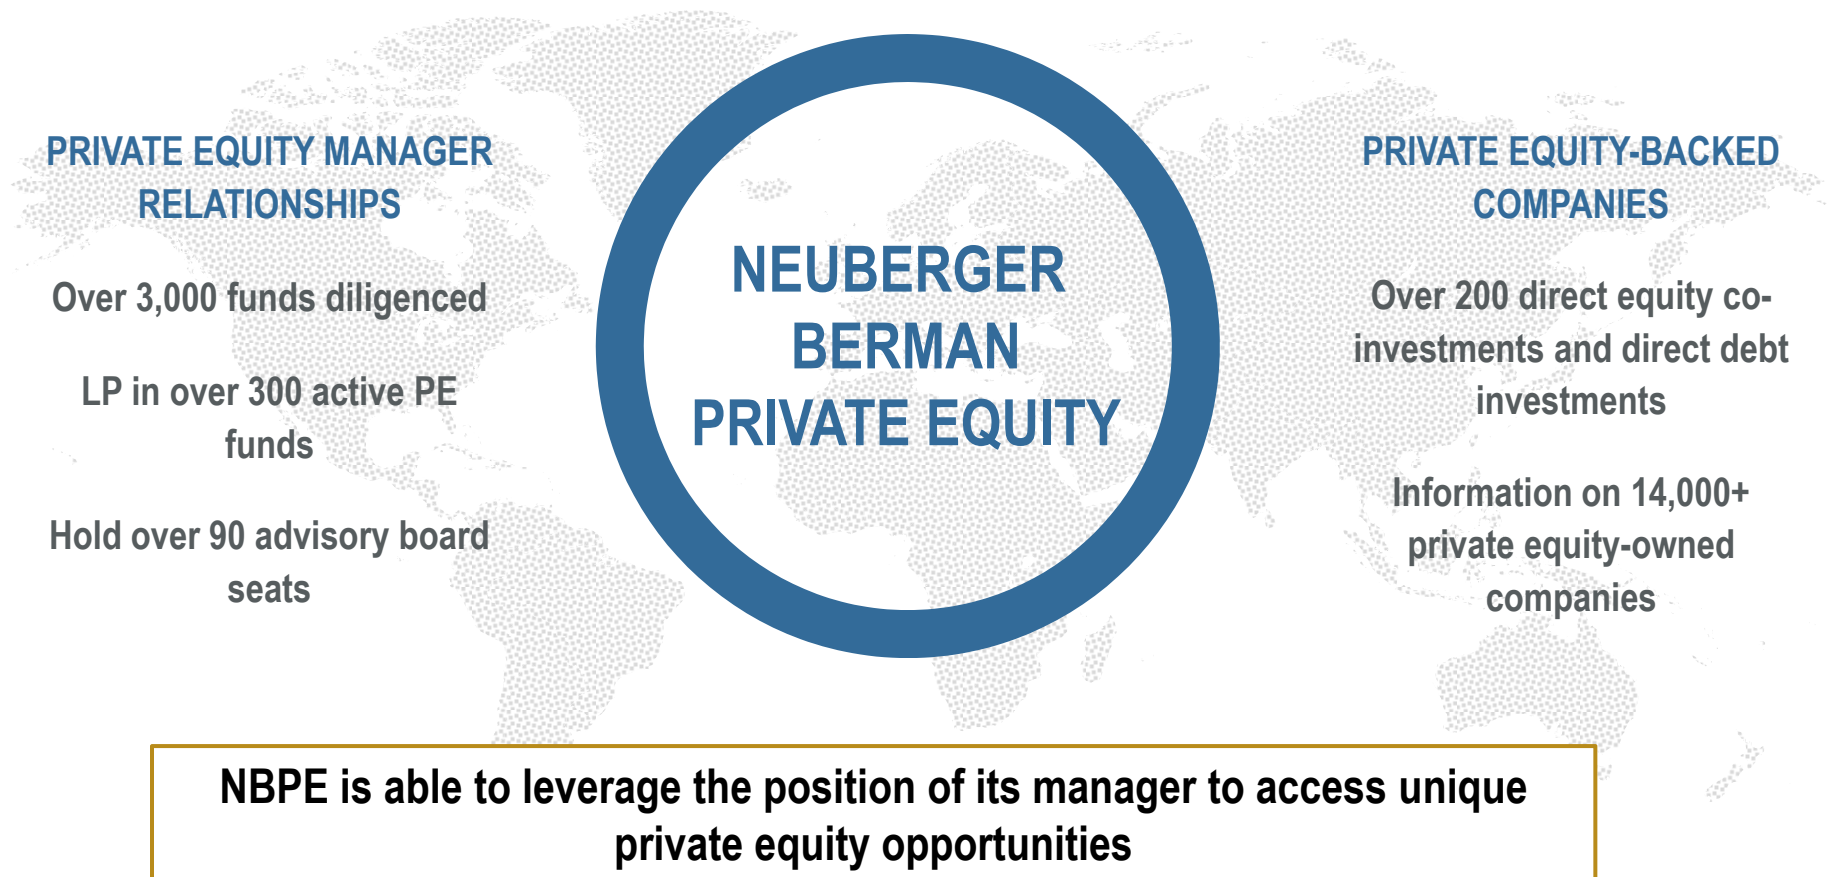 PRIVATE EQUITY MANAGER
RELATIONSHIPS
Over 3,000 funds diligenced
LP in over 300 active PE
funds
Hold over 90 advisory board
seats
NEUBERGER
BERMAN
PRIVATE EQUITY
PRIVATE EQUITY-BACKED
COMPANIES
Over 200 direct equity co-
investments and direct debt
investments
Information on 14,000+
private equity-owned
companies
NBPE is able to leverage the position of its manager to access unique
private equity opportunities